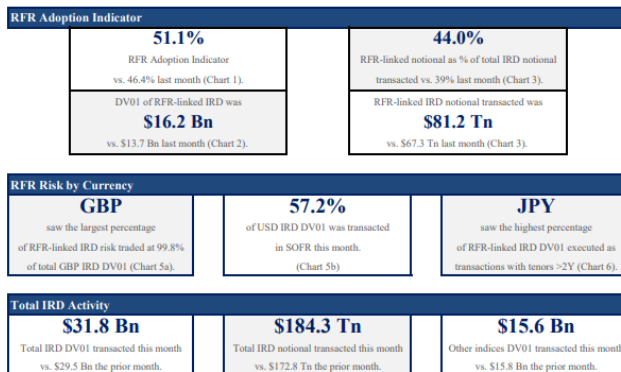 RFR Adoption Indicator
51.1%
RFR Adoption Indicator
vs. 46.4% last month (Chart 1).
44.0%
RFR-linked notional as % of total IRD notional
transacted vs. 39% last month (Chart 3).
DV01 of RFR-linked IRD was
$16.2 Bn
vs. $13.7 Bn last month (Chart 2).
RFR-linked IRD notional transacted was
$81.2 Tn
vs. $67.3 Tn last month (Chart 3).
RFR Risk by Currency
GBP
saw the largest percentage
of RFR-linked IRD risk traded at 99.8%
of total GBP IRD DV01 (Chart 5a).
57.2%
of USD IRD DV01 was transacted
in SOFR this month.
(Chart 5b)
JPY
saw the highest percentage
of RFR-linked IRD DV01 executed as
transactions with tenors >2Y (Chart 6).
Total IRD Activity
$31.8 Bn
Total IRD DV01 transacted this month
vs. $29.5 Bn the prior month.
$184.3 Tn
Total IRD notional transacted this month
vs. $172.8 Tn the prior month.
$15.6 Bn
Other indices DV01 transacted this month
vs. $15.8 Bn the prior month.